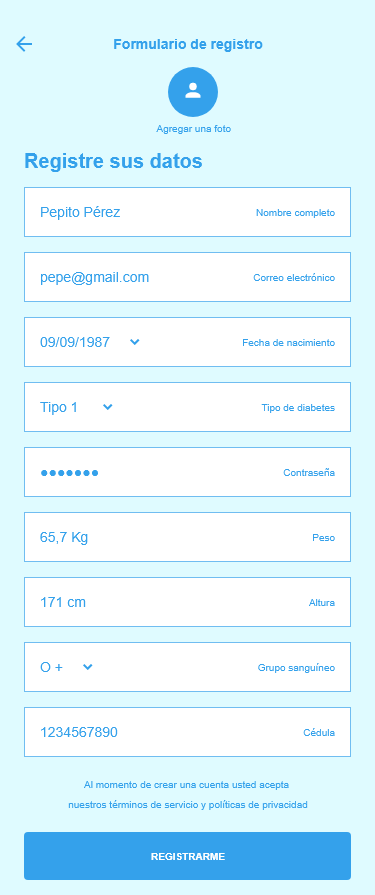 Formulario de registro
Agregar una foto
Registre sus datos
Pepito Pérez Nombre completo
pepe@gmail.com Correo electrónico
09/09/1987 Fecha de nacimiento
Tipo 1 Tipo de diabetes
●●●●●●● Contraseña
65,7 Kg Peso
171 cm Altura
O + Grupo sanguíneo
1234567890 Cédula
Al momento de crear una cuenta usted acepta
nuestros términos de servicio y políticas de privacidad
REGISTRARME